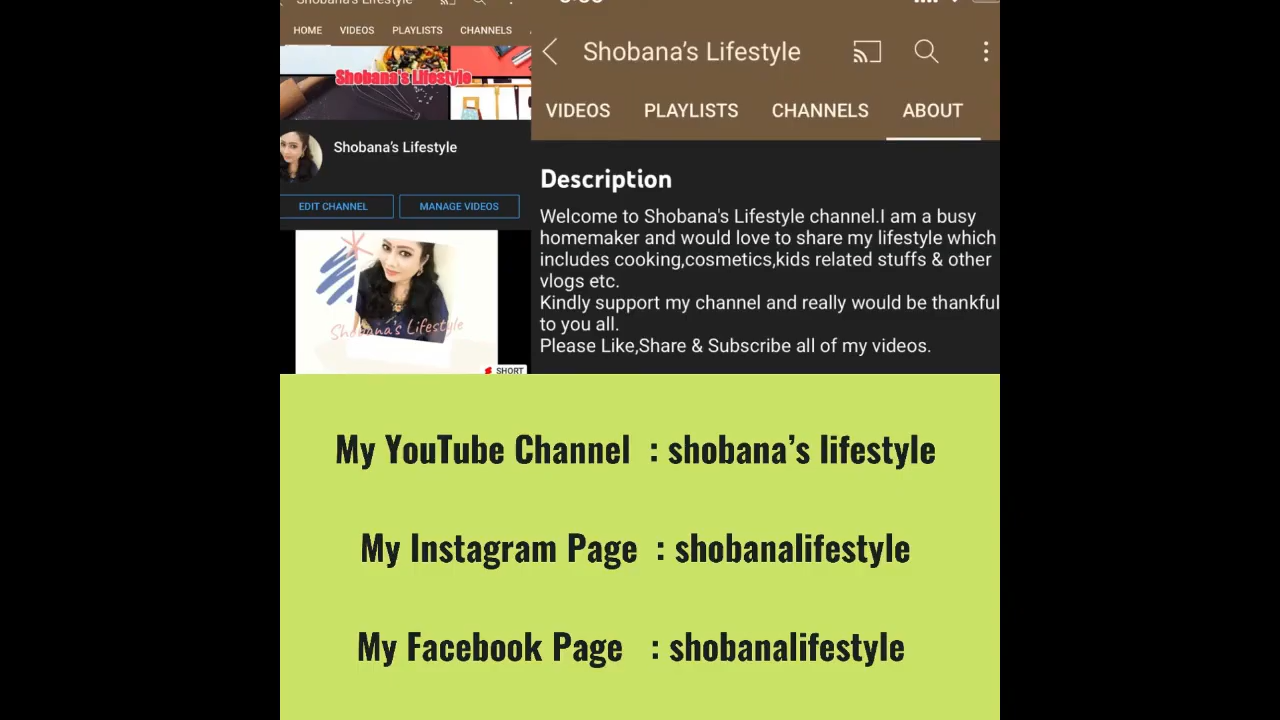 Shobana's Lifestyle
HOME VIDEOS PLAYLISTS CHANNELS
Shobana's Lifestyle
Shobana's Lifestyle
EDIT CHANNEL MANAGE VIDEOS
Shobana's Lifestyle
SHORT
Shobana's Lifestyle
VIDEOS PLAYLISTS CHANNELS ABOUT
Description
Welcome to Shobana's Lifestyle channel.I am a busy
homemaker and would love to share my lifestyle which
includes cooking,cosmetics,kids related stuffs & other
vlogs etc.
Kindly support my channel and really would be thankful
to you all.
Please Like,Share & Subscribe all of my videos.
My YouTube Channel : shobana's lifestyle
My Instagram Page : shobanalifestyle
My Facebook Page : shobanalifestyle